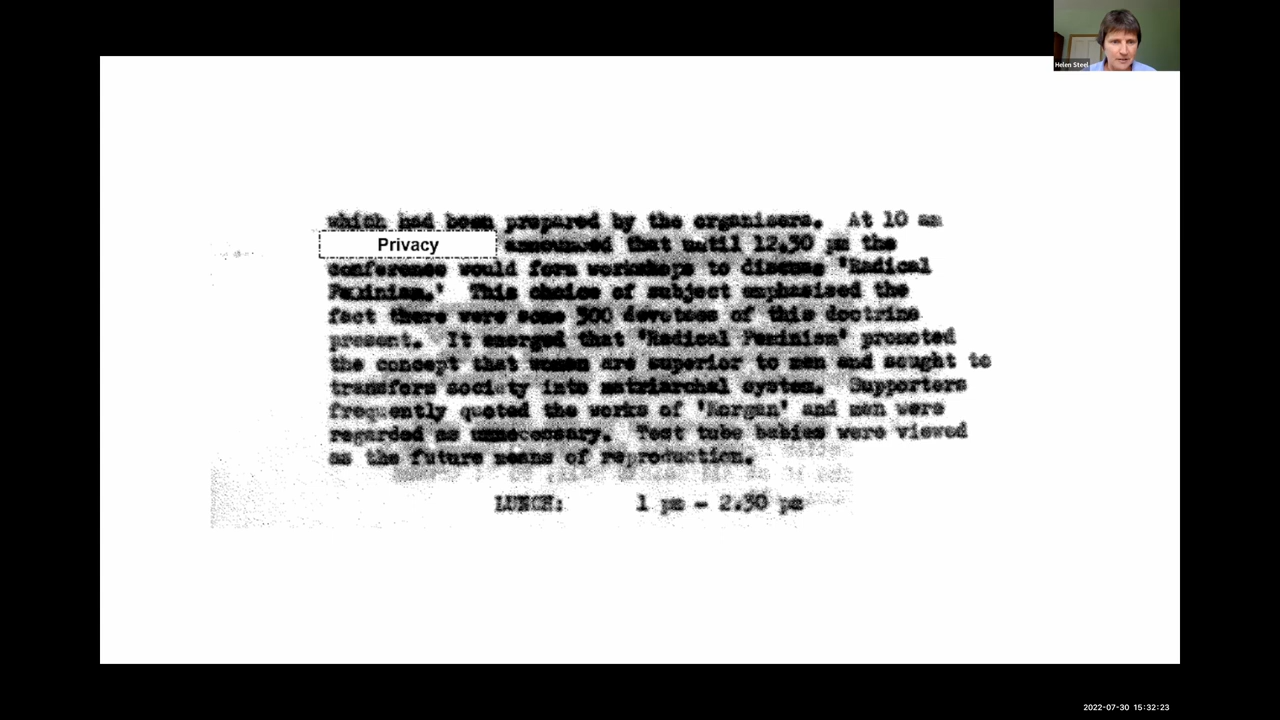 Helen Steel
which had been prepared by the organisers. At 10 am
Privacy announced that until 12.30 pm the
conference would form workshops to discuss 'Radical
Feminism.' This choice of subject emphasised the
fact there were some 300 devotees of this doctrine
present. It emerged that 'Radical Feminism' promoted
the concept that women are superior to men and sought to
transform society into matriarchal system. Supporters
frequently quoted the works of 'Morgan' and men were
regarded as unnecessary. Test tube babies were viewed
as the future means of reproduction.
LUNCH: 1 pm - 2.30 pm
2022-07-30 15:32:23